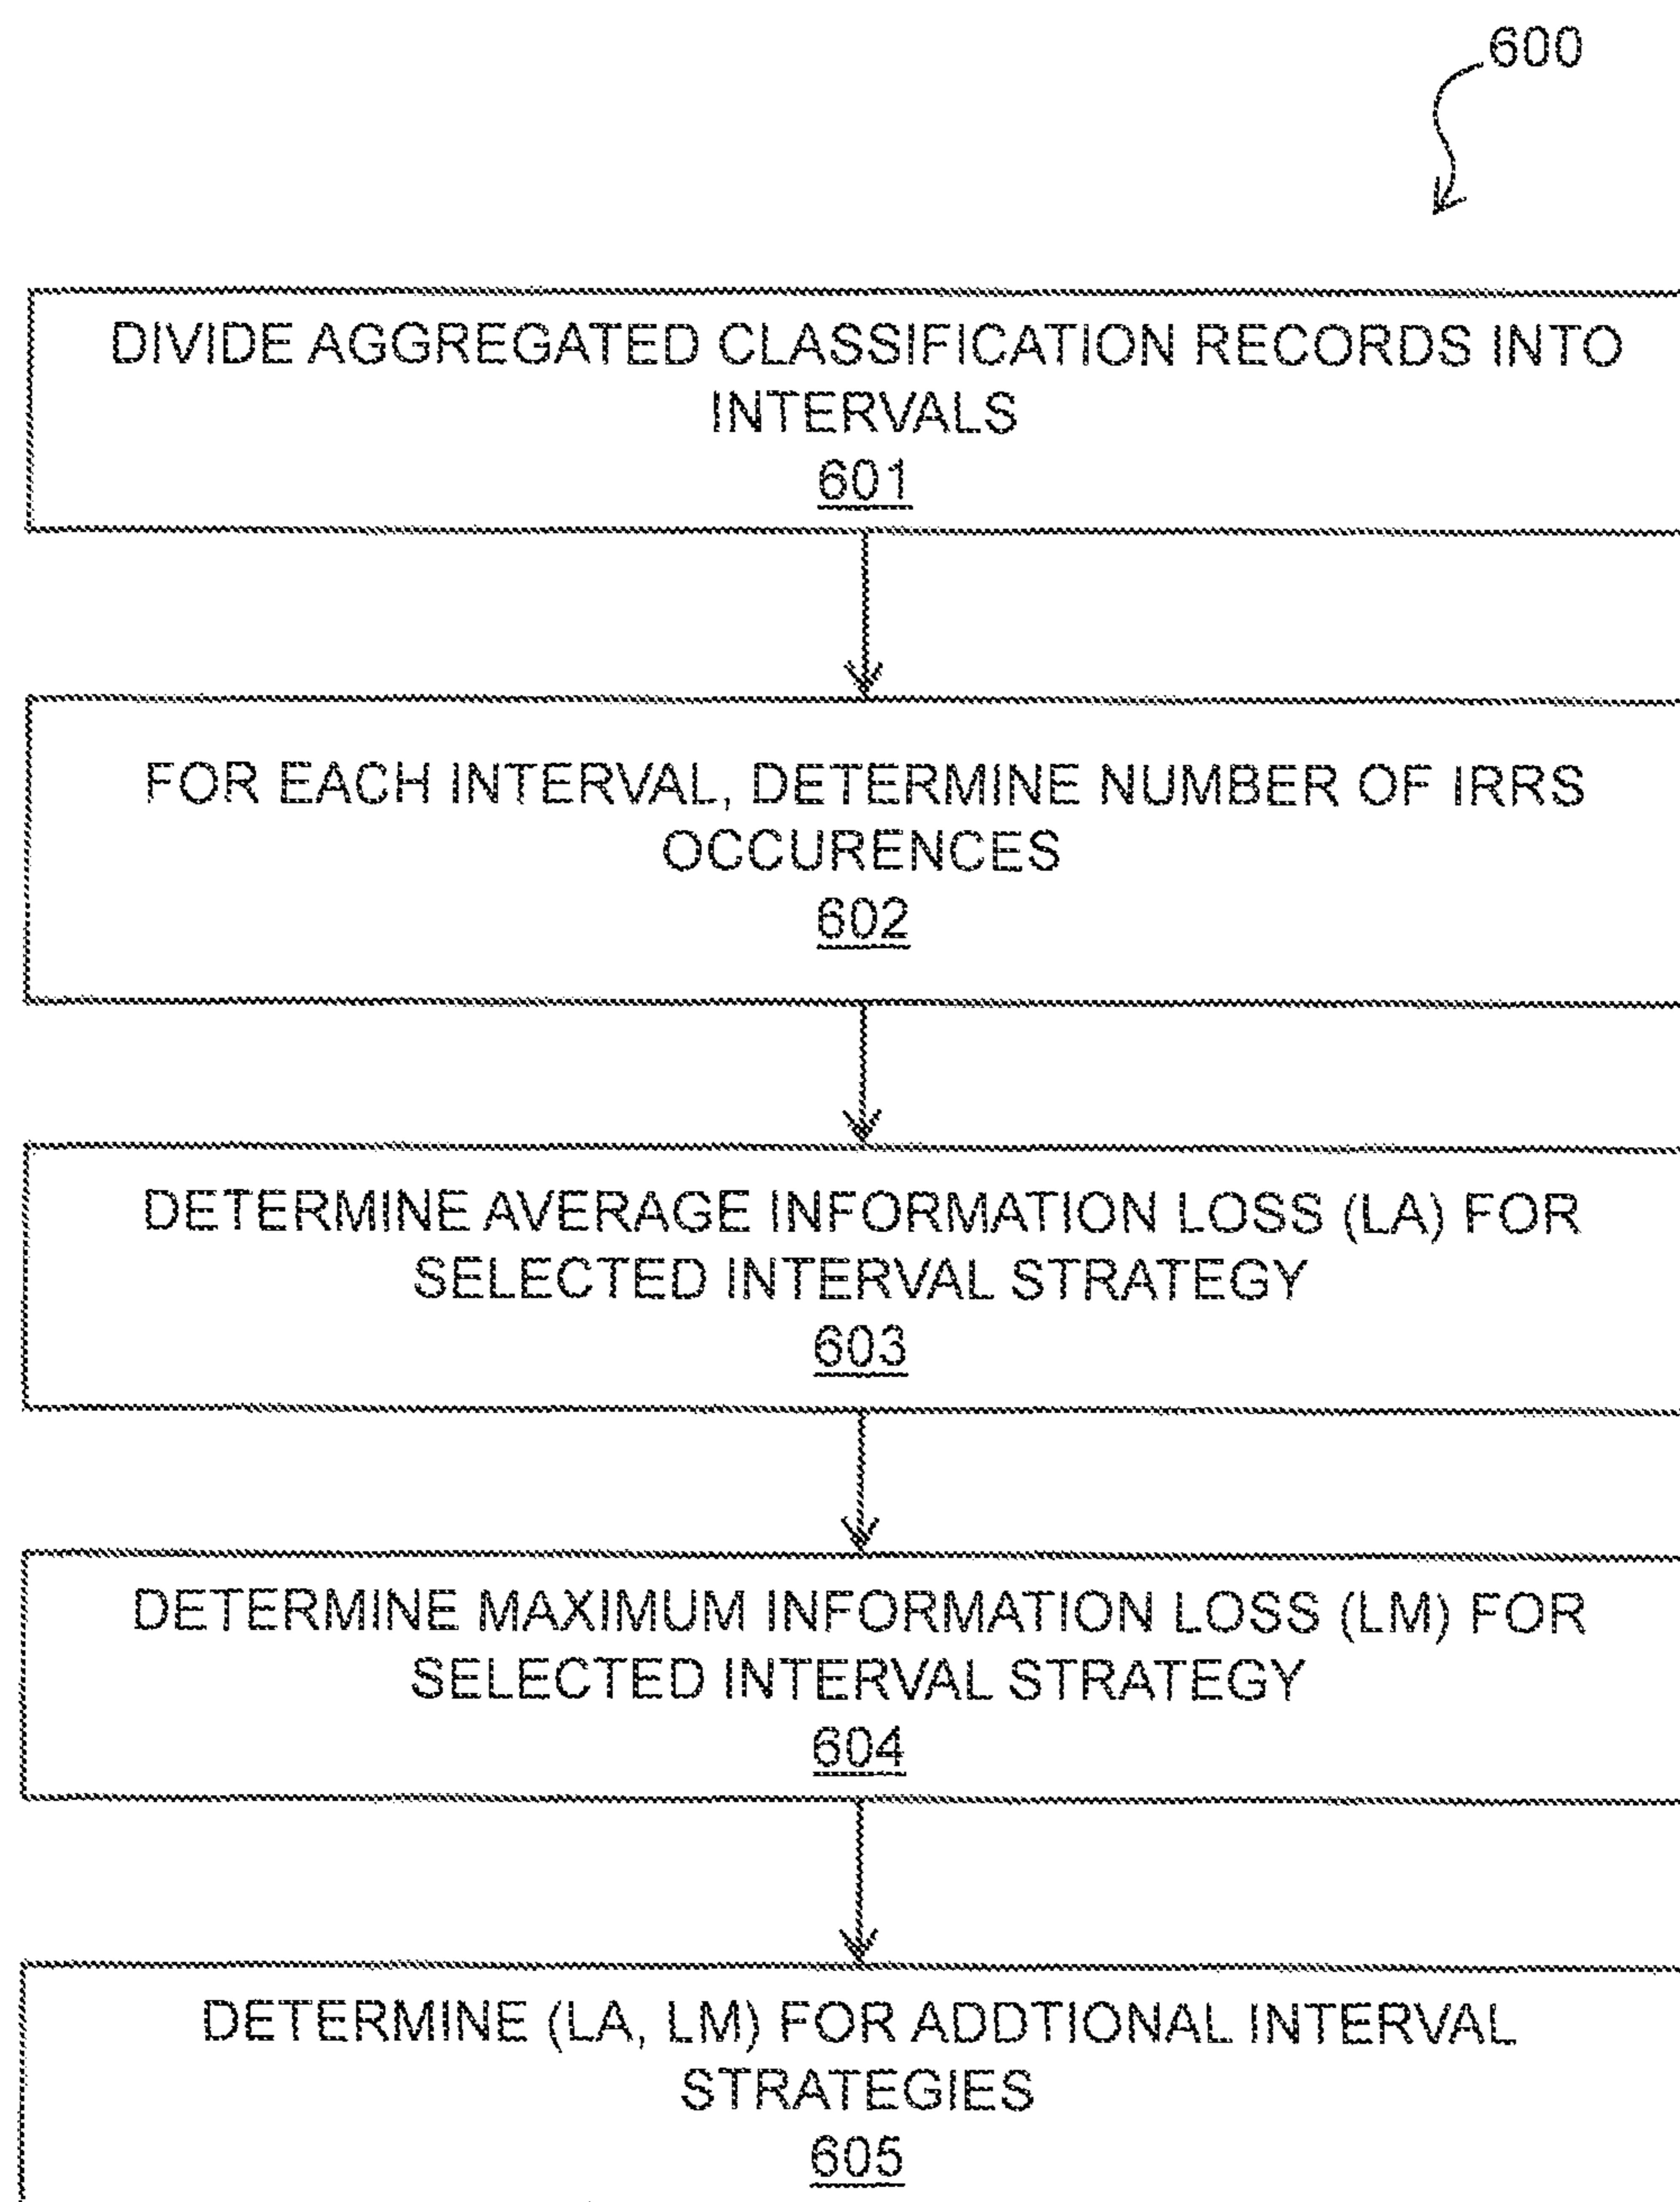 600
DIVIDE AGGREGATED CLASSIFICATION RECORDS INTO
INTERVALS
601
FOR EACH INTERVAL, DETERMINE NUMBER OF IRRS
OCCURENCES
602
DETERMINE AVERAGE INFORMATION LOSS (LA) FOR
SELECTED INTERVAL STRATEGY
603
DETERMINE MAXIMUM INFORMATION LOSS (LM) FOR
SELECTED INTERVAL STRATEGY
604
DETERMINE (LA, LM) FOR ADDTIONAL INTERVAL
STRATEGIES
605